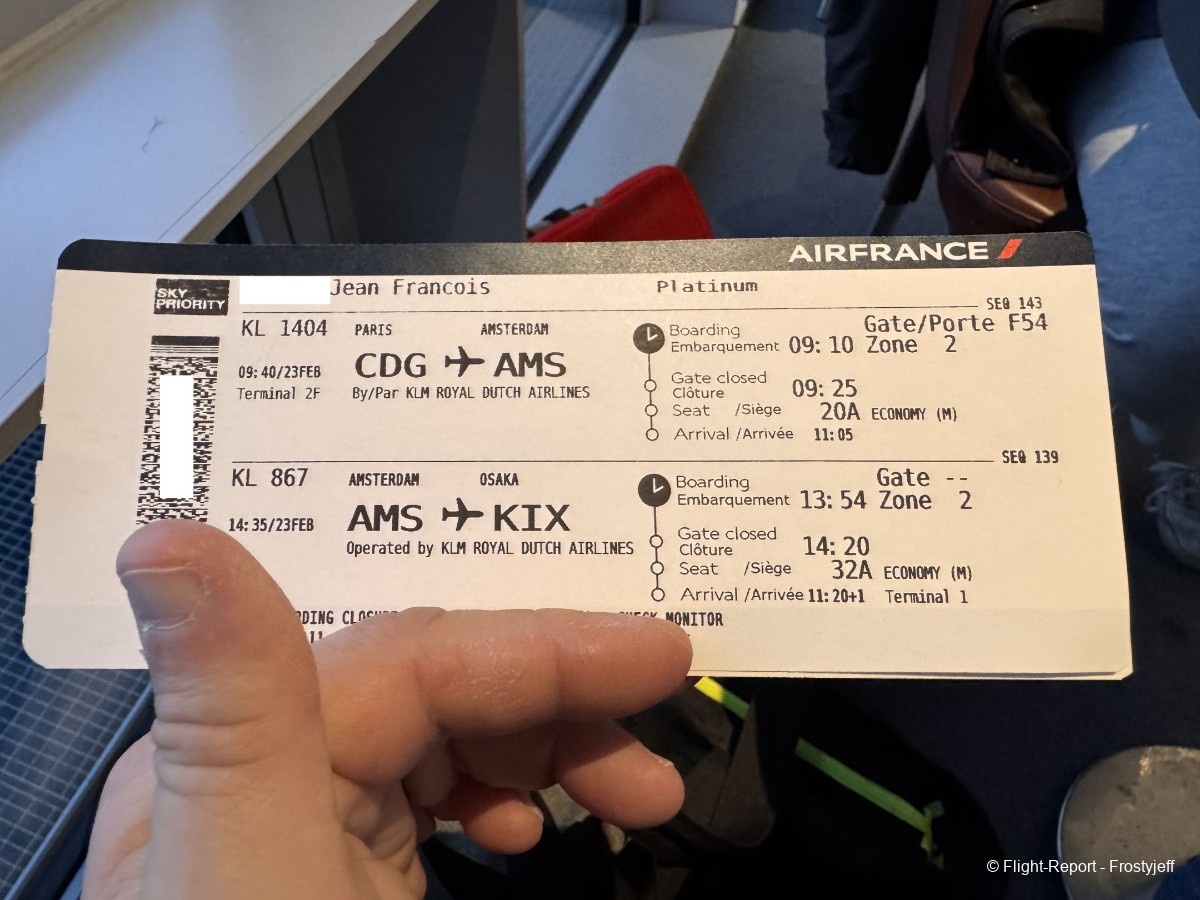 AIRFRANCE
SKY PRIORITY
Jean Francois Platinum
SEQ 143
KL 1404 PARIS AMSTERDAM Boarding Gate/Porte F54
CDG AMS Embarquement 09:10 Zone 2
09:40/23FEB Gate closed
Clôture 09:25
Terminal 2F By/Par KLM ROYAL DUTCH AIRLINES
Seat /Siège 20A ECONOMY (M)
Arrival /Arrivée 11:05
SEQ 139
KL 867 AMSTERDAM OSAKA Boarding Gate --
AMS KIX Embarquement 13:54 Zone 2
14:35/23FEB Gate closed
Operated by KLM ROYAL DUTCH AIRLINES Clôture 14:20
Seat /Siège 32A ECONOMY (M)
Arrival /Arrivée 11:20+1 Terminal 1
MONITOR
© Flight-Report - Frostyjeff